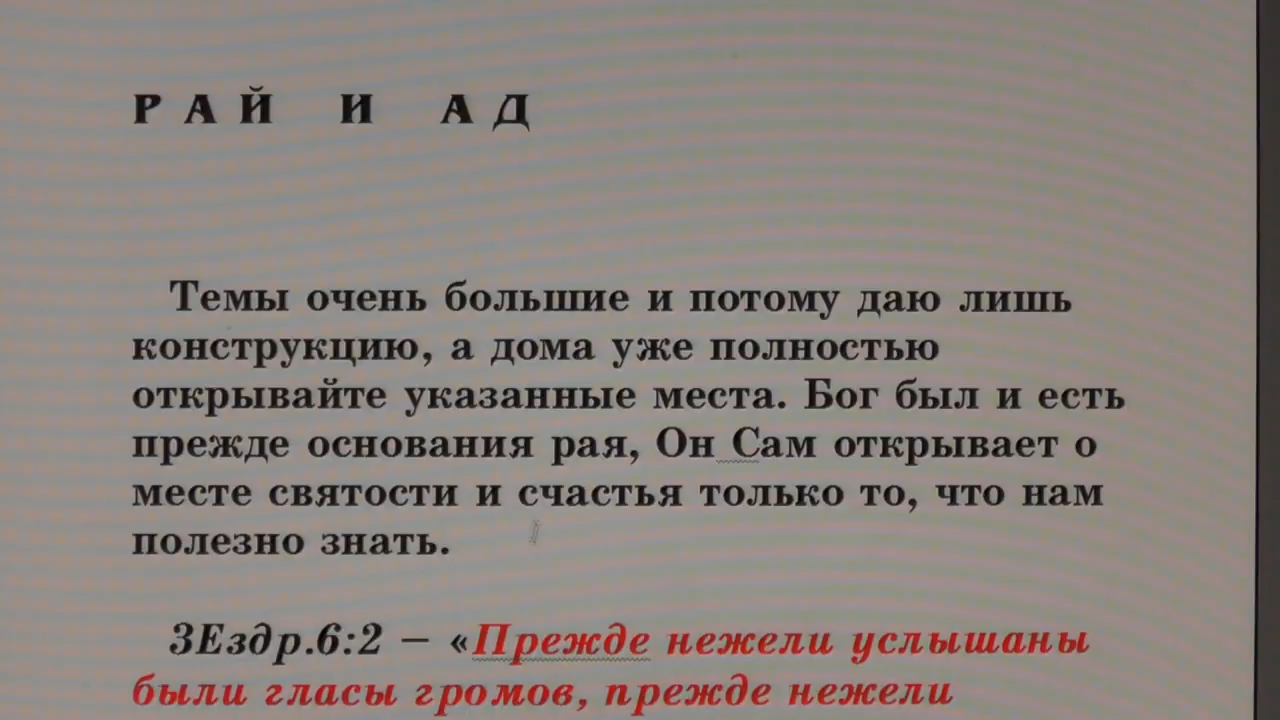 РАЙ И АД
Темы очень большие и потому даю лишь
конструкцию, а дома уже полностью
открывайте указанные места. Бог был и есть
прежде основания рая, Он Сам открывает о
месте святости и счастья только то, что нам
полезно знать.
3Ездр.6:2 – «Прежде нежели услышаны
были гласы громов, прежде нежели